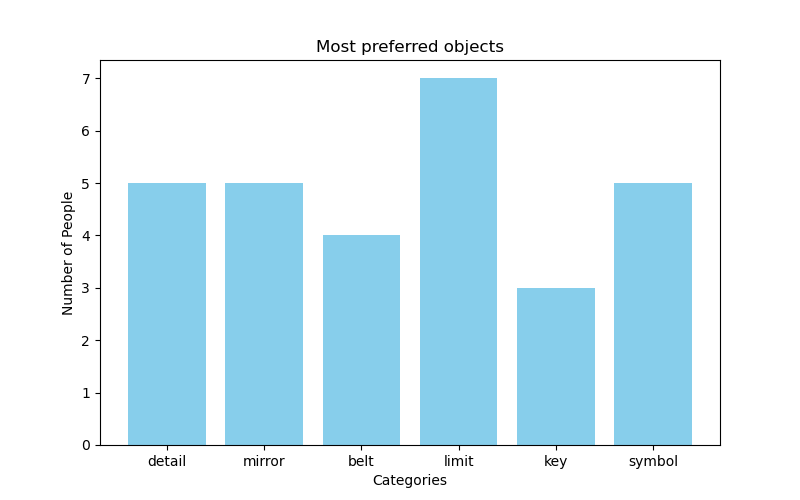 Most preferred objects
7
6
5
4
3
2
1
0
Number of People
detail mirror belt limit key symbol
Categories